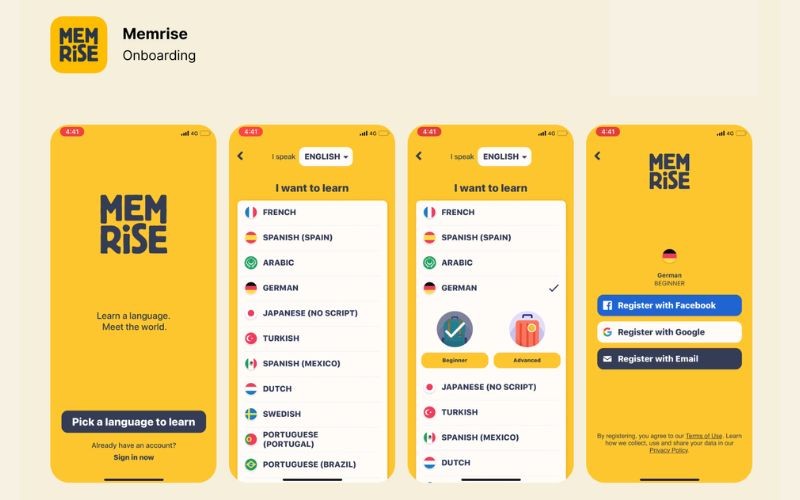 MEM
RiSE
Memrise
Onboarding
4:41
4G
MEM
RiSE
Learn a language.
Meet the world.
Pick a language to learn
Already have an account?
Sign in now
4:41
4G
I speak ENGLISH
I want to learn
FRENCH
SPANISH (SPAIN)
ARABIC
GERMAN
JAPANESE (NO SCRIPT)
TURKISH
SPANISH (MEXICO)
DUTCH
SWEDISH
PORTUGUESE
(PORTUGAL)
PORTUGUESE (BRAZIL)
4:41
4G
I speak ENGLISH
I want to learn
FRENCH
SPANISH (SPAIN)
ARABIC
GERMAN
Beginner
Advanced
JAPANESE (NO SCRIPT)
TURKISH
SPANISH (MEXICO)
DUTCH
4:41
4G
MEM
RiSE
German
BEGINNER
Register with Facebook
Register with Google
Register with Email
By registering, you agree to our Terms of Use. Learn
how we collect, use and share your data in our
Privacy Policy.